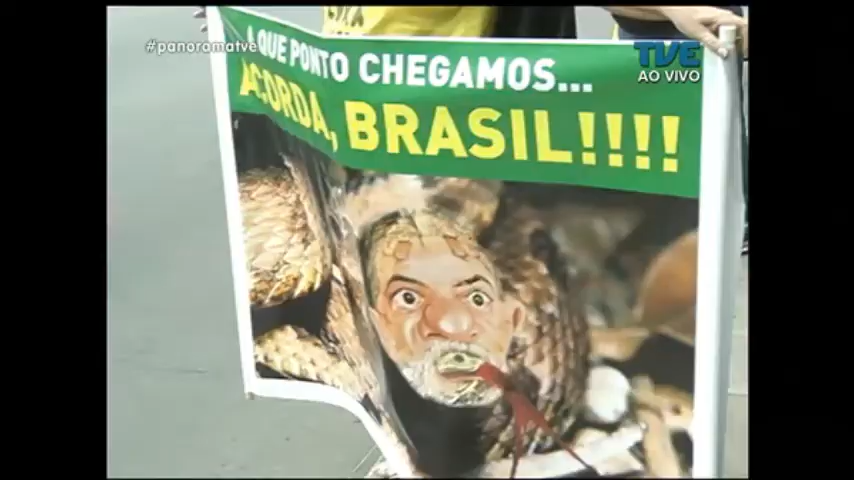 #panoramatve
TVE
AO VIVO
A QUE PONTO CHEGAMOS...
ACORDA, BRASIL!!!!